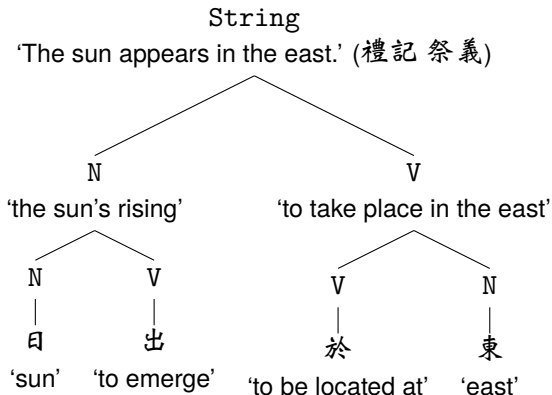 String
‘The sun appears in the east.’ (禮記 祭義)
N V
‘the sun's rising’ ‘to take place in the east’
N V V N
日 出 於 東
‘sun’ ‘to emerge’ ‘to be located at’ ‘east’